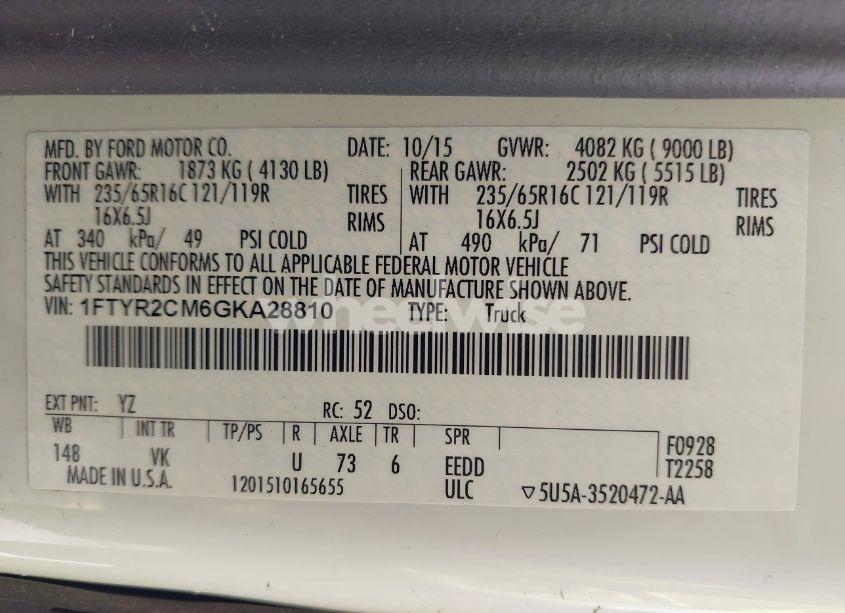 MFD. BY FORD MOTOR CO. DATE: 10/15 GVWR: 4082 KG ( 9000 LB)
FRONT GAWR: 1873 KG ( 4130 LB) REAR GAWR: 2502 KG ( 5515 LB)
WITH 235/65R16C 121/119R TIRES WITH 235/65R16C 121/119R TIRES
16X6.5J RIMS 16X6.5J RIMS
AT 340 kPa/ 49 PSI COLD AT 490 kPa/ 71 PSI COLD
THIS VEHICLE CONFORMS TO ALL APPLICABLE FEDERAL MOTOR VEHICLE
SAFETY STANDARDS IN EFFECT ON THE DATE OF MANUFACTURE SHOWN ABOVE.
VIN: 1FTYR2CM6GKA28810 TYPE: Truck
wheelwise
EXT PNT: YZ RC: 52 DSO:
WB INT TR TP/PS R AXLE TR SPR F0928
148 VK U 73 6 EEDD T2258
MADE IN U.S.A. 1201510165655 ULC ▽5U5A-3520472-AA